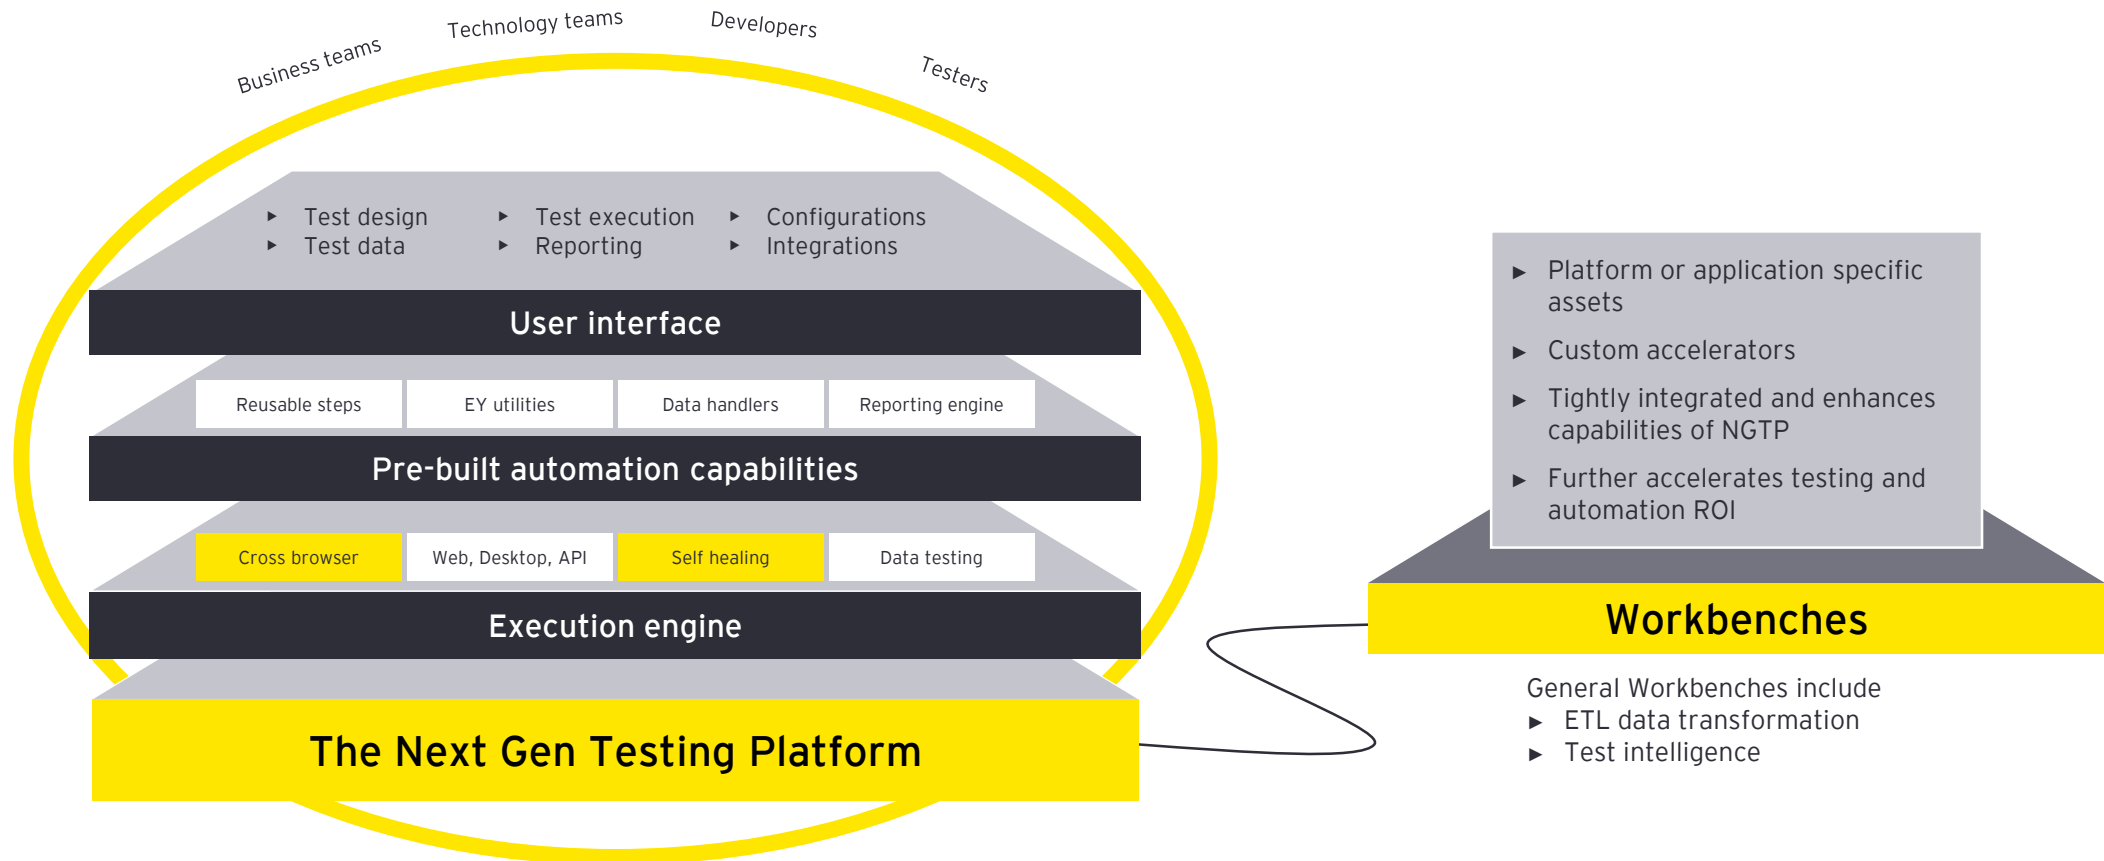 Business teams
Technology teams
Developers
Testers
► Test design
► Test data
► Test execution
► Reporting
► Configurations
► Integrations
User interface
Reusable steps
EY utilities
Data handlers
Reporting engine
Pre-built automation capabilities
Cross browser
Web, Desktop, API
Self healing
Data testing
Execution engine
The Next Gen Testing Platform
► Platform or application specific
assets
► Custom accelerators
► Tightly integrated and enhances
capabilities of NGTP
► Further accelerates testing and
automation ROI
Workbenches
General Workbenches include
► ETL data transformation
► Test intelligence